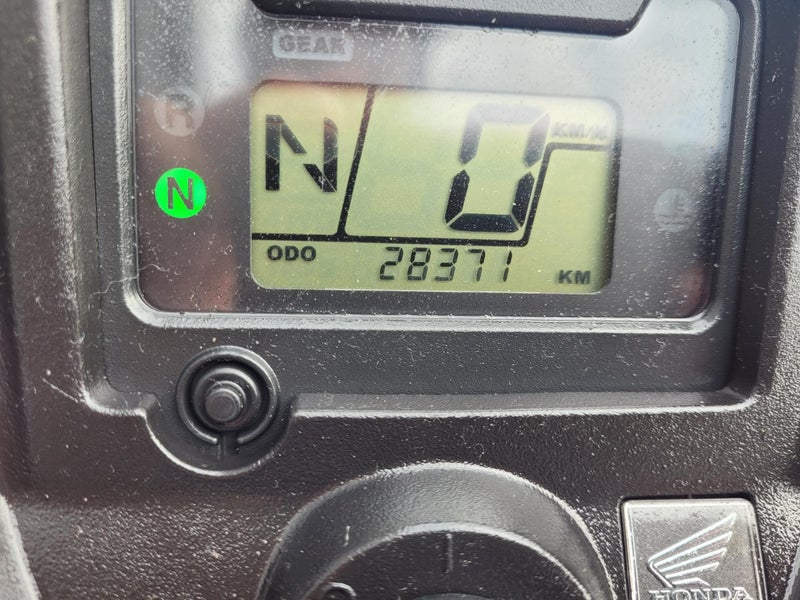 GEAR
R
N 0 KM/H
N
ODO 28371 KM
HONDA